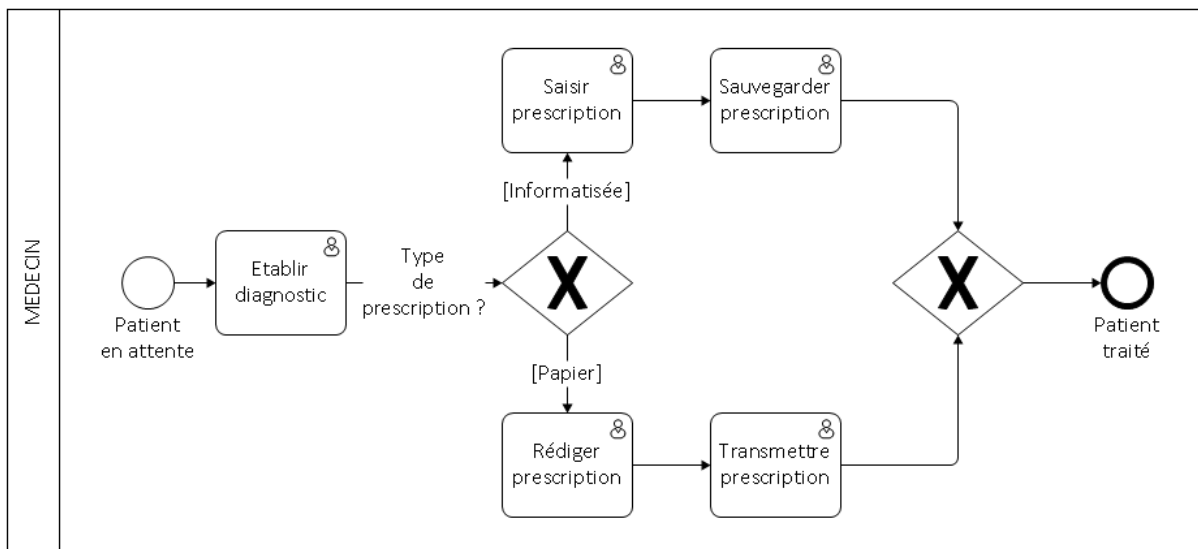 MEDECIN
Patient
en attente
Etablir
diagnostic
Type
de
prescription ?
[Informatisée]
Saisir
prescription
Sauvegarder
prescription
[Papier]
Rédiger
prescription
Transmettre
prescription
X
X
Patient
traité